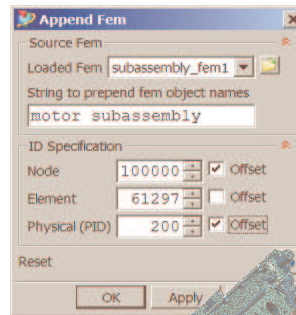 Append Fem
Source Fem
Loaded Fem subassembly_fem1
String to prepend fem object names
motor subassembly
ID Specification
Node 100000 Offset
Element 61297 Offset
Physical (PID) 200 Offset
Reset
OK Apply